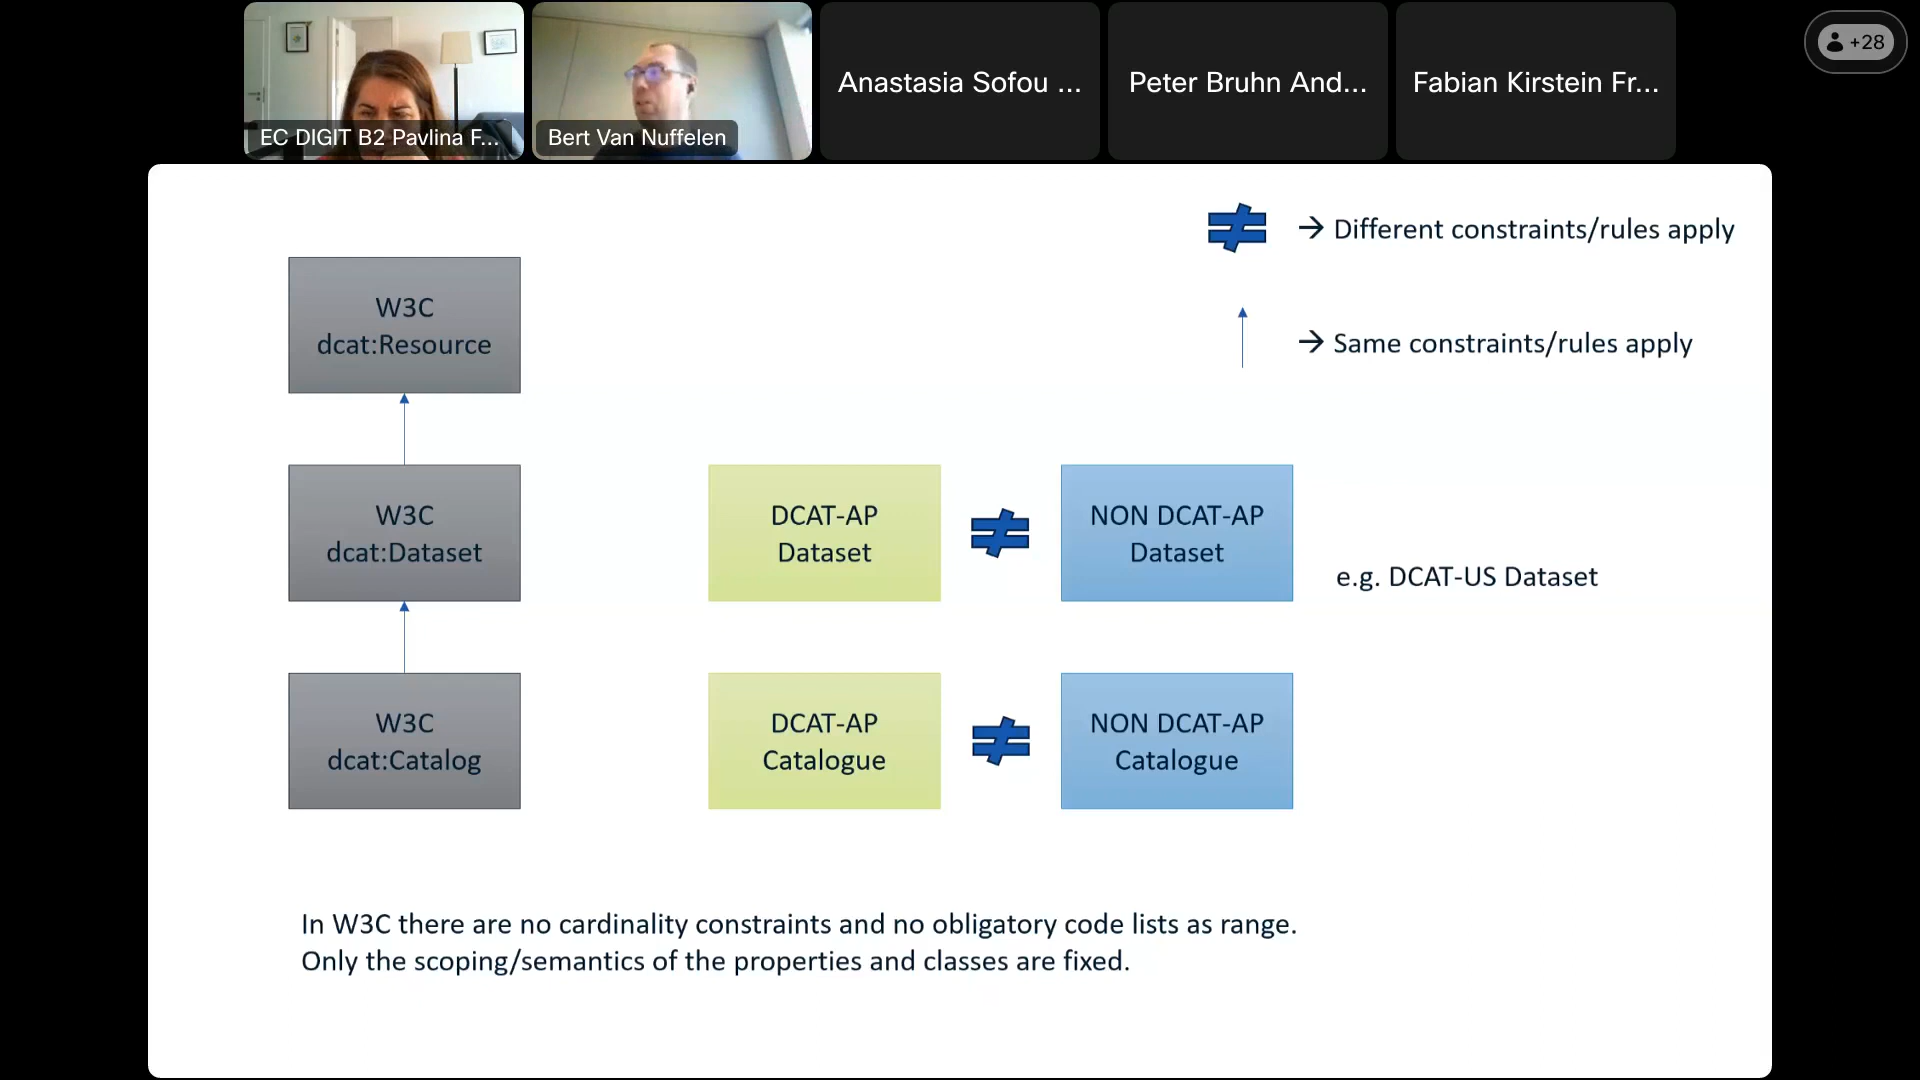 EC DIGIT B2 Pavlina F...
Bert Van Nuffelen
Anastasia Sofou ...
Peter Bruhn And...
Fabian Kirstein Fr...
+28
→ Different constraints/rules apply
→ Same constraints/rules apply
W3C
dcat:Resource
W3C
dcat:Dataset
DCAT-AP
Dataset
≠
NON DCAT-AP
Dataset
e.g. DCAT-US Dataset
W3C
dcat:Catalog
DCAT-AP
Catalogue
≠
NON DCAT-AP
Catalogue
In W3C there are no cardinality constraints and no obligatory code lists as range.
Only the scoping/semantics of the properties and classes are fixed.